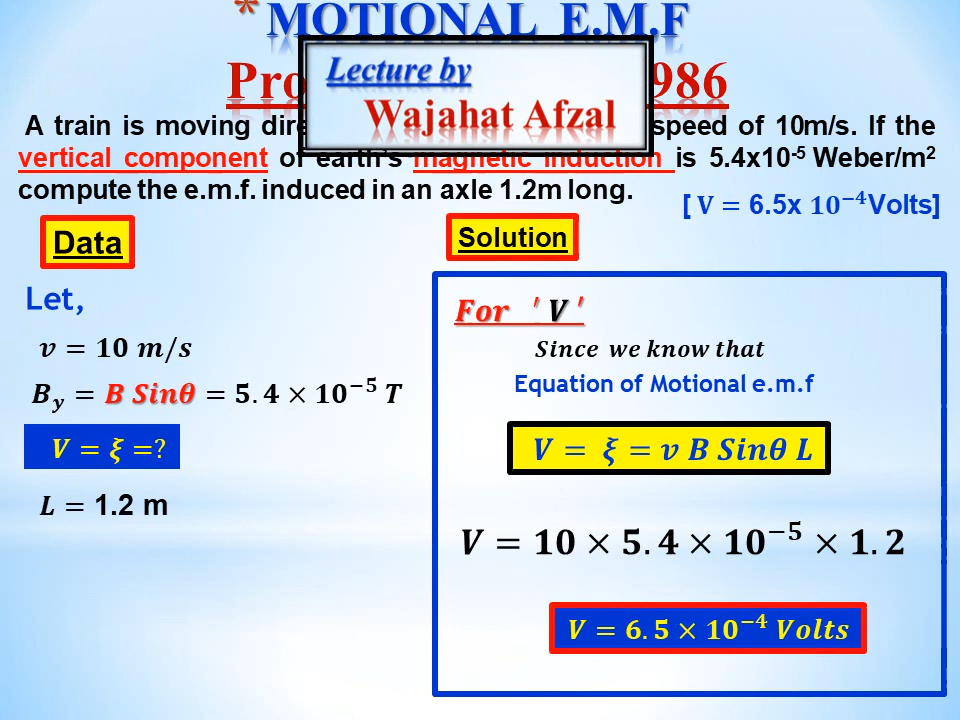 * MOTIONAL E.M.F
Pro 986
Lecture by
Wajahat Afzal
A train is moving dire speed of 10m/s. If the
vertical component of earth's magnetic induction is 5.4x10⁻⁵ Weber/m²
compute the e.m.f. induced in an axle 1.2m long.
[ V = 6.5x 10⁻⁴Volts]
Data
Solution
Let,
v = 10 m/s
B_y = B Sinθ = 5.4 × 10⁻⁵ T
V = ξ =?
L = 1.2 m
For ′ V ′
Since we know that
Equation of Motional e.m.f
V = ξ = v B Sinθ L
V = 10 × 5.4 × 10⁻⁵ × 1.2
V = 6.5 × 10⁻⁴ Volts